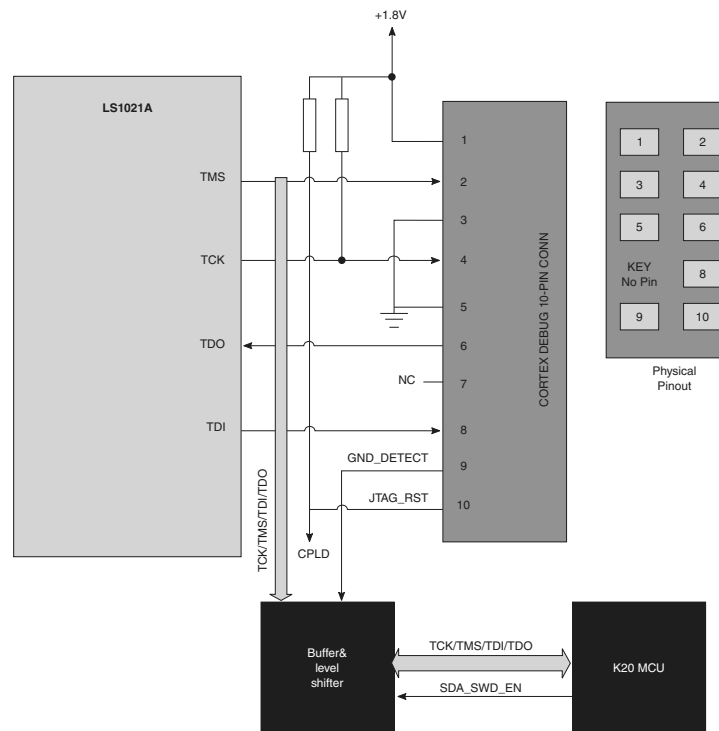 +1.8V
LS1021A
TMS
TCK
TDO
TDI
1
2
3
4
5
6
NC
7
8
GND_DETECT
9
JTAG_RST
10
CPLD
TCK/TMS/TDI/TDO
CORTEX DEBUG 10-PIN CONN
1
2
3
4
5
6
KEY
No Pin
8
9
10
Physical
Pinout
Buffer&
level
shifter
TCK/TMS/TDI/TDO
SDA_SWD_EN
K20 MCU